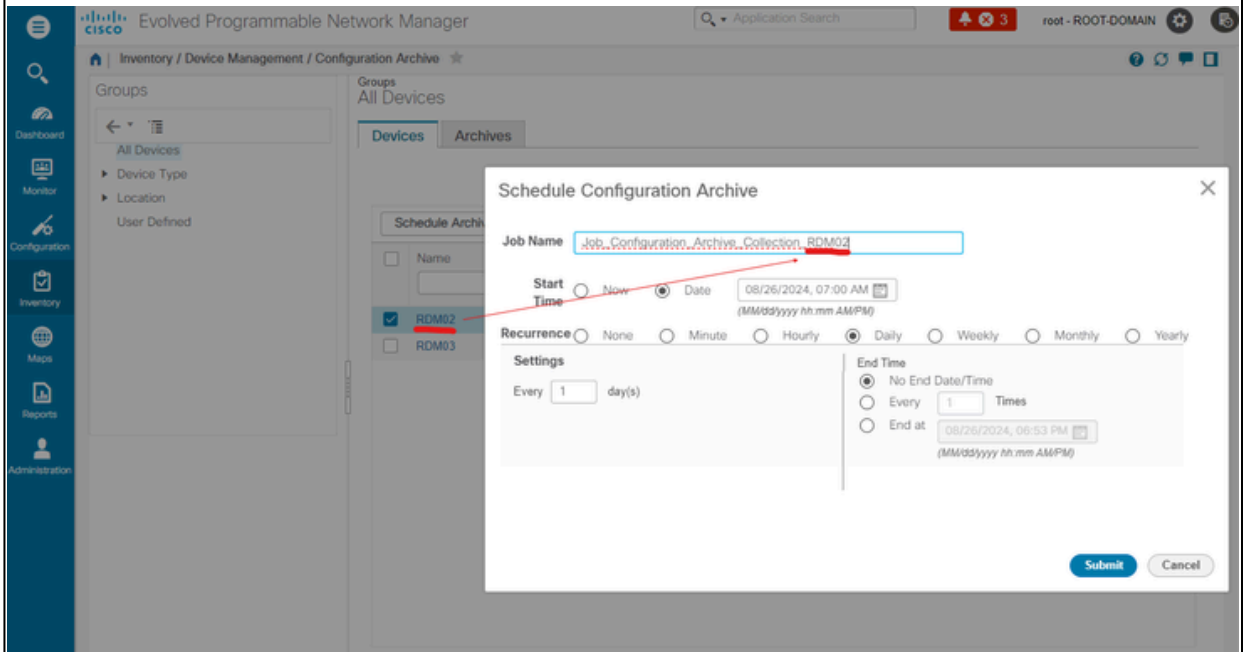 CISCO Evolved Programmable Network Manager
Application Search
3
root - ROOT-DOMAIN
Inventory / Device Management / Configuration Archive
Dashboard
Monitor
Configuration
Inventory
Maps
Reports
Administration
Groups
All Devices
Device Type
Location
User Defined
Groups
All Devices
Devices Archives
Schedule Archiv
Name
RDM02
RDM03
Schedule Configuration Archive
Job Name Job_Configuration_Archive_Collection_RDM02
Start Time Now Date 08/26/2024, 07:00 AM
(MM/dd/yyyy hh:mm AM/PM)
Recurrence None Minute Hourly Daily Weekly Monthly Yearly
Settings
Every 1 day(s)
End Time
No End Date/Time
Every 1 Times
End at 08/26/2024, 06:53 PM
(MM/dd/yyyy hh:mm AM/PM)
Submit Cancel